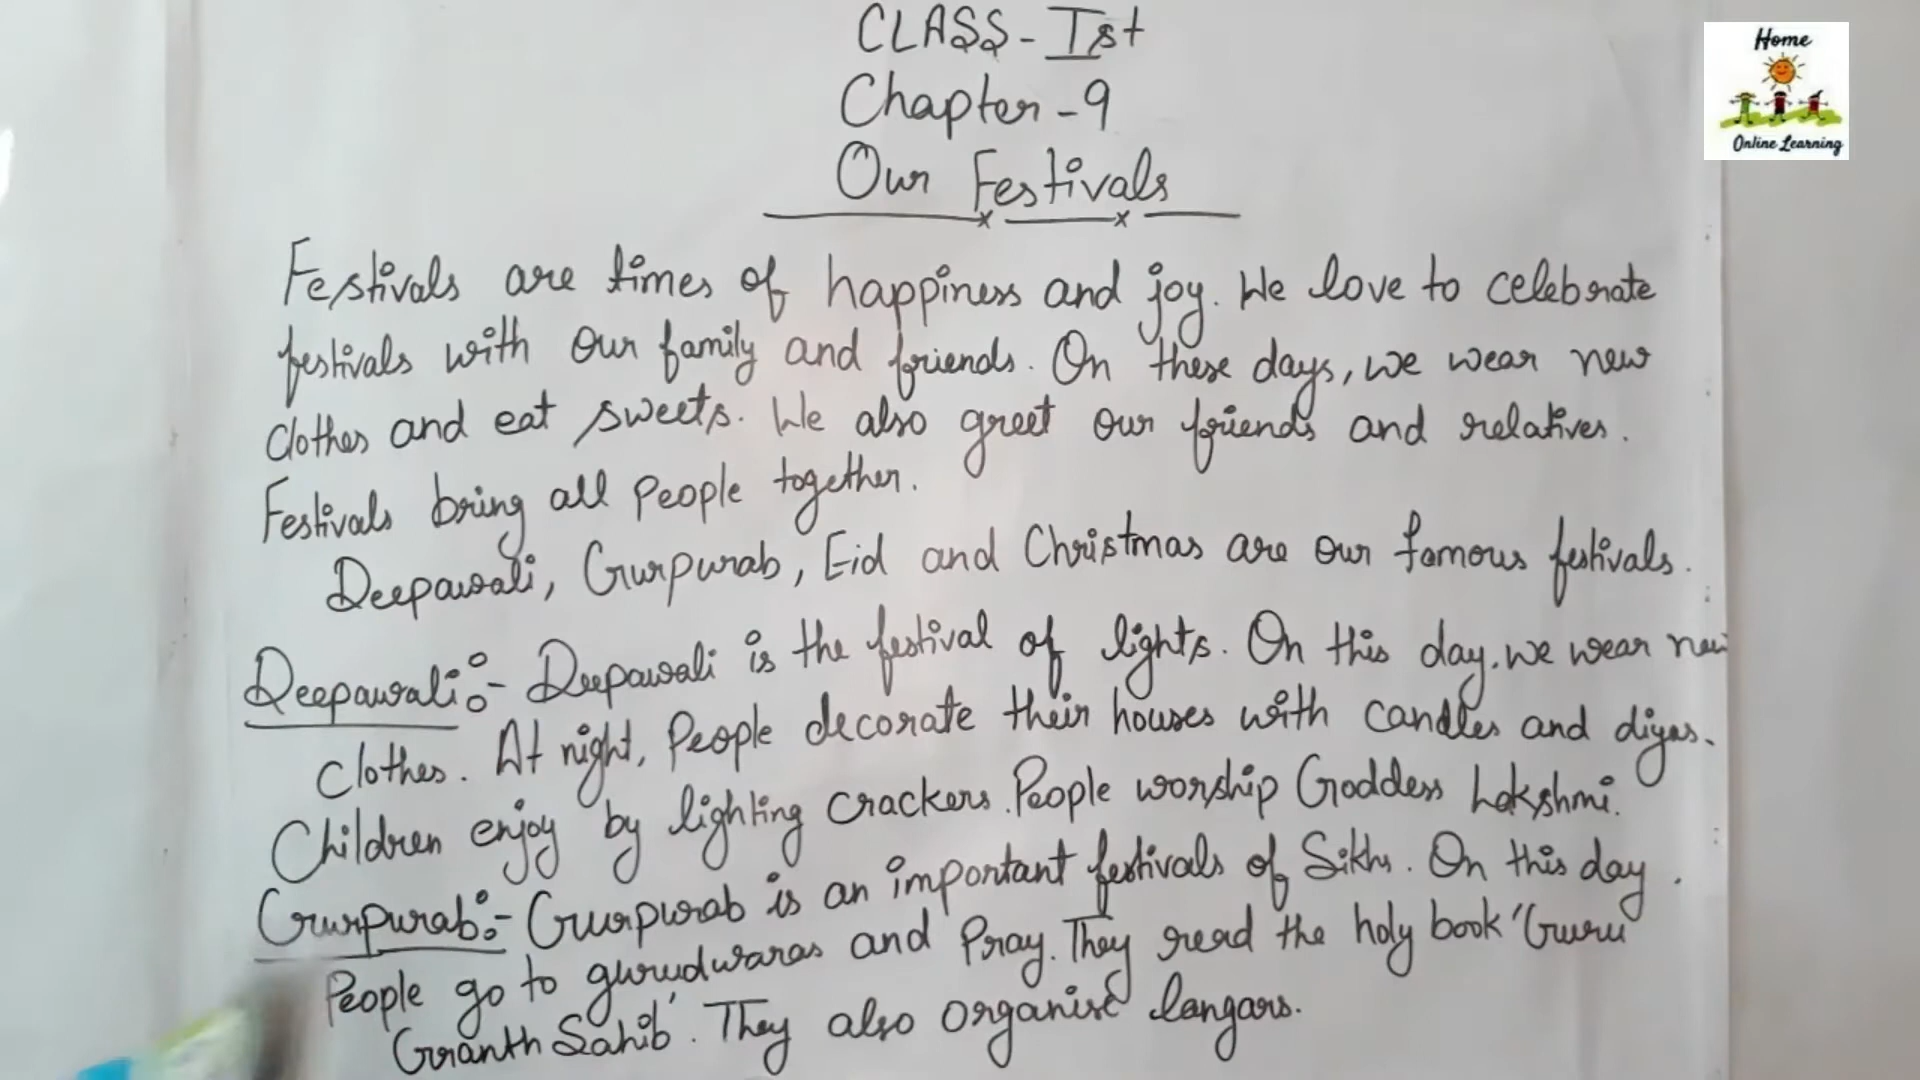 CLASS - Ist
Home
Chapter - 9
Online Learning
Our Festivals
Festivals are times of happiness and joy. We love to celebrate
festivals with our family and friends. On these days, we wear new
clothes and eat sweets. We also greet our friends and relatives.
Festivals bring all people together.
Deepawali, Gurpurab, Eid and Christmas are our famous festivals.
Deepawali:- Deepawali is the festival of lights. On this day, we wear new
clothes. At night, People decorate their houses with candles and diyas.
Children enjoy by lighting crackers. People worship Goddess Lakshmi.
Gurpurab:- Gurpurab is an important festivals of Sikhs. On this day.
People go to gurudwaras and Pray. They read the holy book 'Guru
Granth Sahib'. They also organise langars.